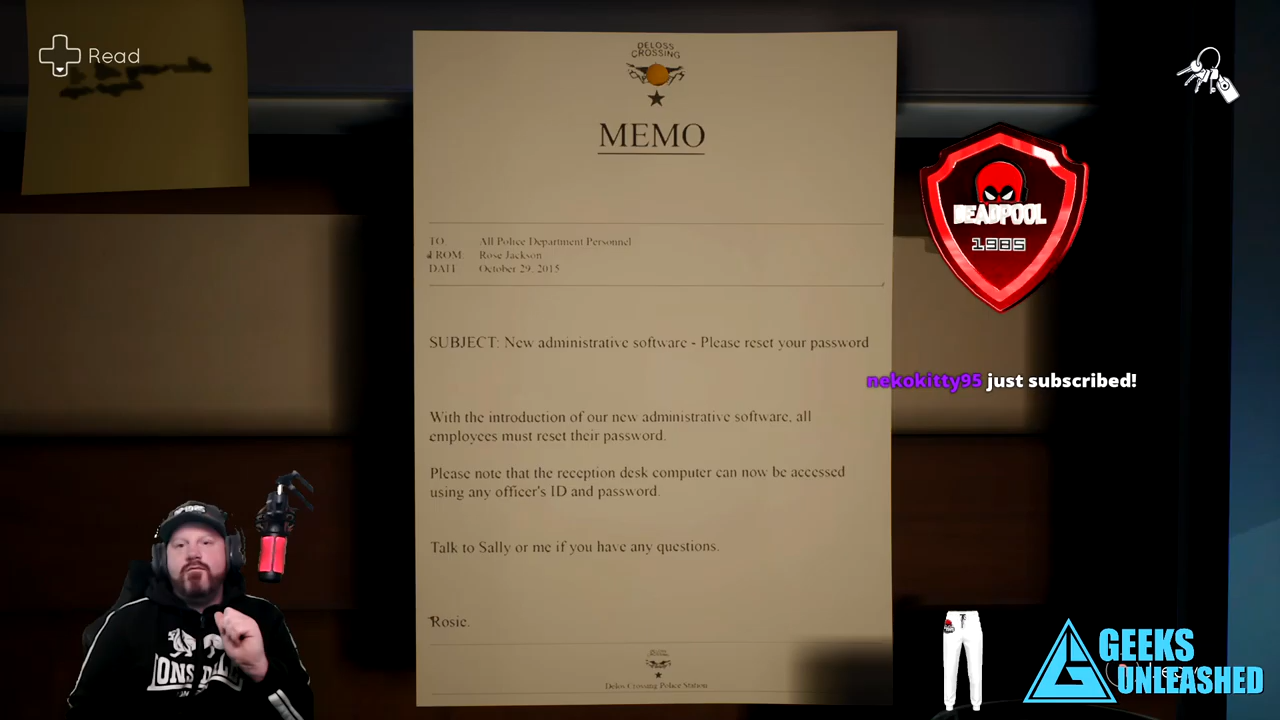 Read
DELOSS
CROSSING
MEMO
TO: All Police Department Personnel
FROM: Rose Jackson
DATE: October 29, 2015
DEADPOOL
1985
SUBJECT: New administrative software - Please reset your password
nekokitty95 just subscribed!
With the introduction of our new administrative software, all
employees must reset their password.
Please note that the reception desk computer can now be accessed
using any officer's ID and password.
Talk to Sally or me if you have any questions.
Rosie.
Delos Crossing Police Station
GEEKS
UNLEASHED